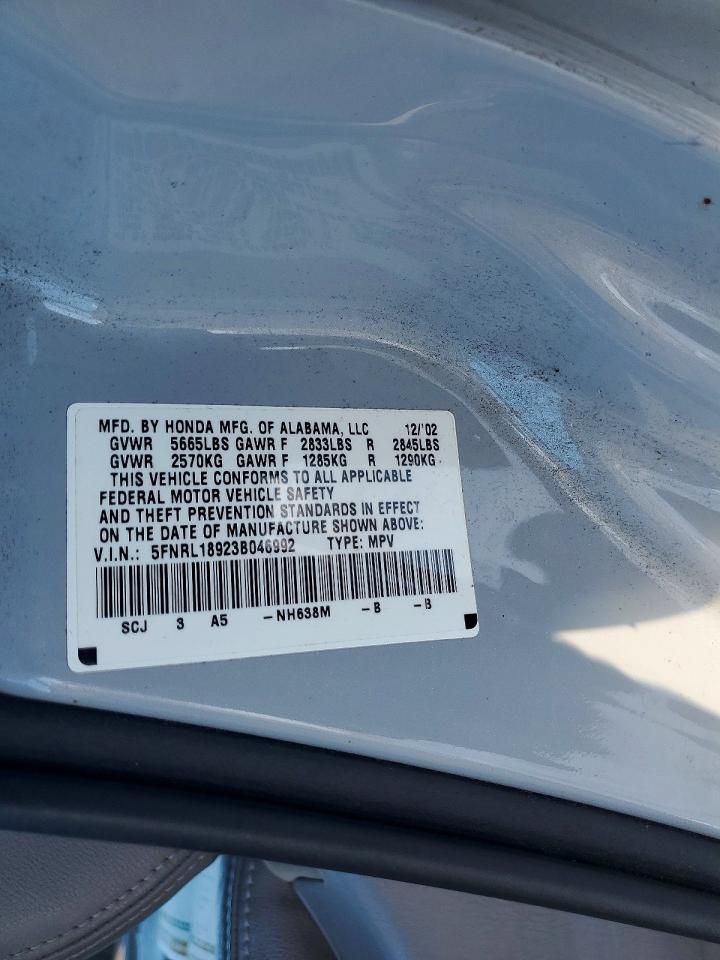 MFD. BY HONDA MFG. OF ALABAMA, LLC 12/'02
GVWR 5665LBS GAWR F 2833LBS R 2845LBS
GVWR 2570KG GAWR F 1285KG R 1290KG
THIS VEHICLE CONFORMS TO ALL APPLICABLE
FEDERAL MOTOR VEHICLE SAFETY
AND THEFT PREVENTION STANDARDS IN EFFECT
ON THE DATE OF MANUFACTURE SHOWN ABOVE:
V.I.N.: 5FNRL18923B046992 TYPE: MPV
SCJ 3 A5 -NH638M -B -B